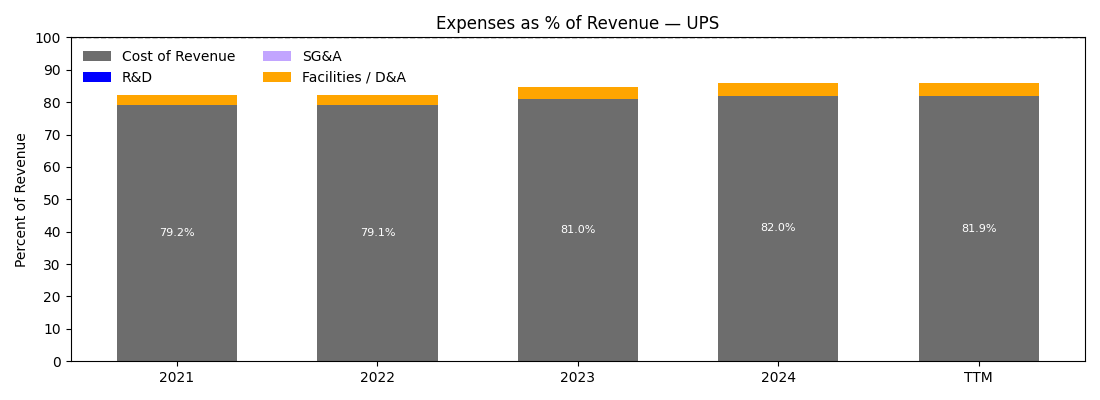 Expenses as % of Revenue — UPS
Percent of Revenue
100
90
80
70
60
50
40
30
20
10
0
Cost of Revenue
R&D
SG&A
Facilities / D&A
79.2%
79.1%
81.0%
82.0%
81.9%
2021
2022
2023
2024
TTM